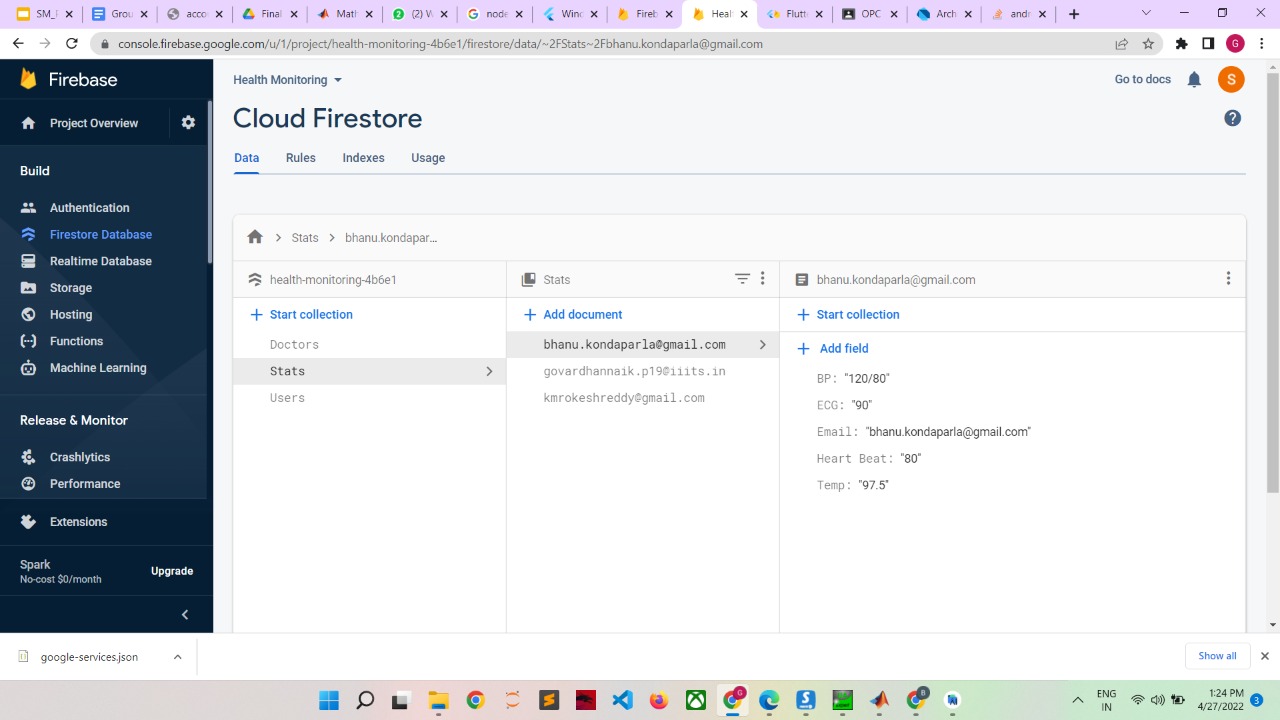 SM_I
Gro
acco
Fina
Mat
(2) W
node
Winc
Fireb
Heal
Flutt
OPC
Arch
andr
console.firebase.google.com/u/1/project/health-monitoring-4b6e1/firestore/data/~2FStats~2Fbhanu.kondaparla@gmail.com
G
Firebase
Health Monitoring
Go to docs
S
Project Overview
Cloud Firestore
Data Rules Indexes Usage
Build
Authentication
Firestore Database
Realtime Database
Storage
Hosting
Functions
Machine Learning
Release & Monitor
Crashlytics
Performance
Extensions
Spark
No-cost $0/month
Upgrade
Stats
bhanu.kondapar...
health-monitoring-4b6e1
Start collection
Doctors
Stats
Users
Stats
Add document
bhanu.kondaparla@gmail.com
govardhannaik.p19@iiits.in
kmrokeshreddy@gmail.com
bhanu.kondaparla@gmail.com
Start collection
Add field
BP: "120/80"
ECG: "90"
Email: "bhanu.kondaparla@gmail.com"
Heart Beat: "80"
Temp: "97.5"
google-services.json
Show all
ENG
IN
1:24 PM
4/27/2022
3